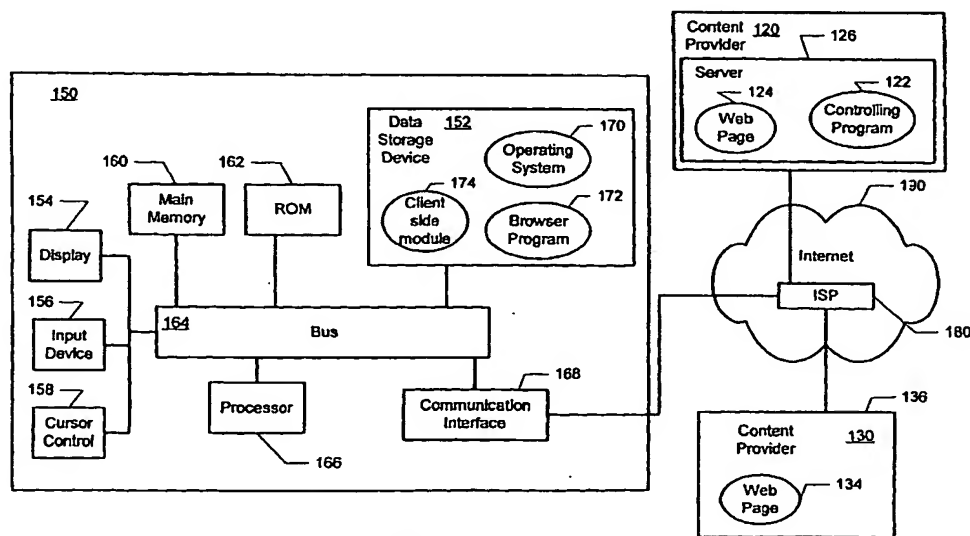 Content 120
Provider
126
Server
124
122
Web
Page
Controlling
Program
150
Data 152
Storage
Device
170
Operating
System
174
Client
side
module
172
Browser
Program
160
Main
Memory
162
ROM
154
Display
156
Input
Device
158
Cursor
Control
164
Bus
Processor
166
168
Communication
Interface
190
Internet
ISP
180
136
Content 130
Provider
Web
Page
134